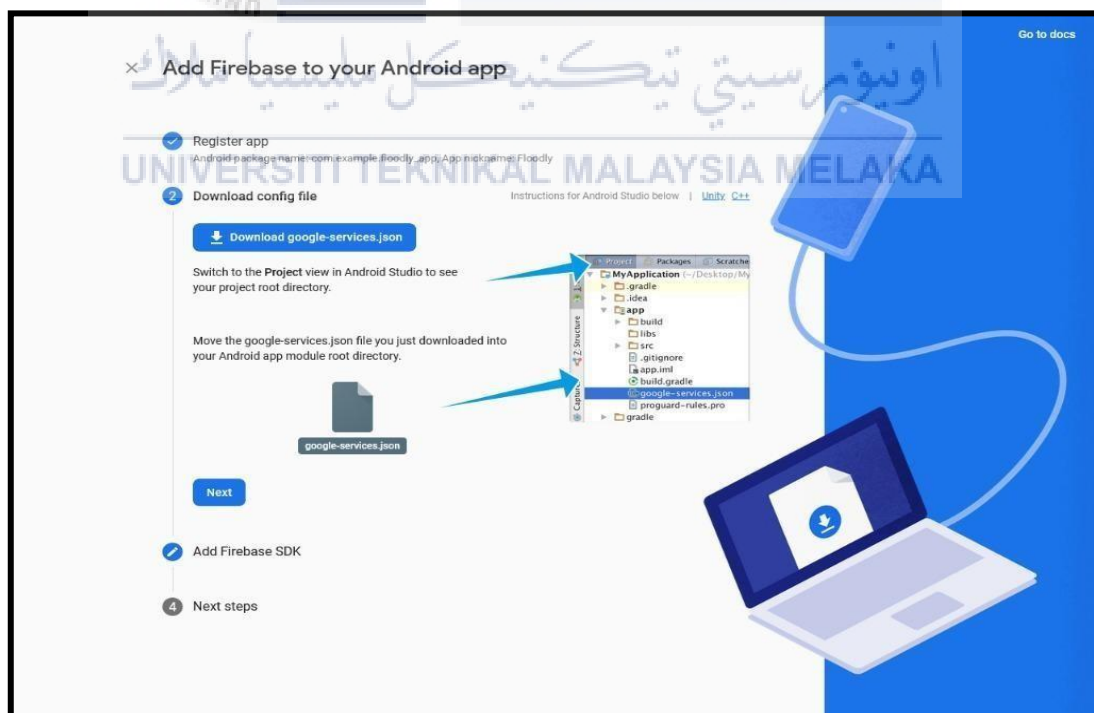 Go to docs
Add Firebase to your Android app
اونيۏرسيتي تيكنيكل مليسيا ملاك
Register app
Android package name: com.example.floodly_app, App nickname: Floodly
UNIVERSITI TEKNIKAL MALAYSIA MELAKA
2 Download config file
Instructions for Android Studio below | Unity C++
Download google-services.json
Switch to the Project view in Android Studio to see
your project root directory.
Move the google-services.json file you just downloaded into
your Android app module root directory.
google-services.json
Project Packages Scratche
MyApplication (~/Desktop/My
.gradle
.idea
app
build
libs
src
.gitignore
app.iml
build.gradle
google-services.json
proguard-rules.pro
gradle
Z: Structure
Captur
Next
Add Firebase SDK
4 Next steps